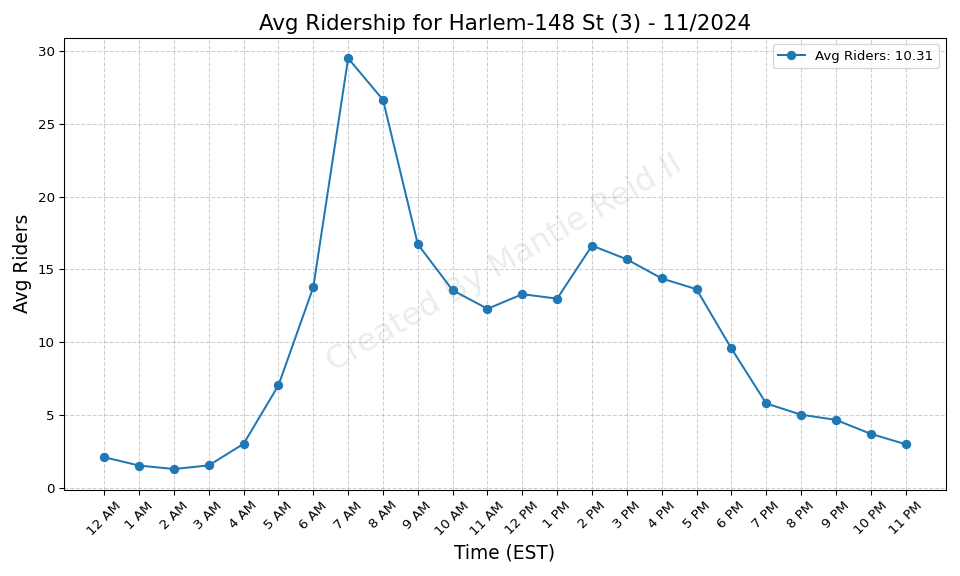 Avg Ridership for Harlem-148 St (3) - 11/2024
Avg Riders: 10.31
30
25
20
15
10
5
0
Avg Riders
Created By Mantie Reid II
12 AM
1 AM
2 AM
3 AM
4 AM
5 AM
6 AM
7 AM
8 AM
9 AM
10 AM
11 AM
12 PM
1 PM
2 PM
3 PM
4 PM
5 PM
6 PM
7 PM
8 PM
9 PM
10 PM
11 PM
Time (EST)